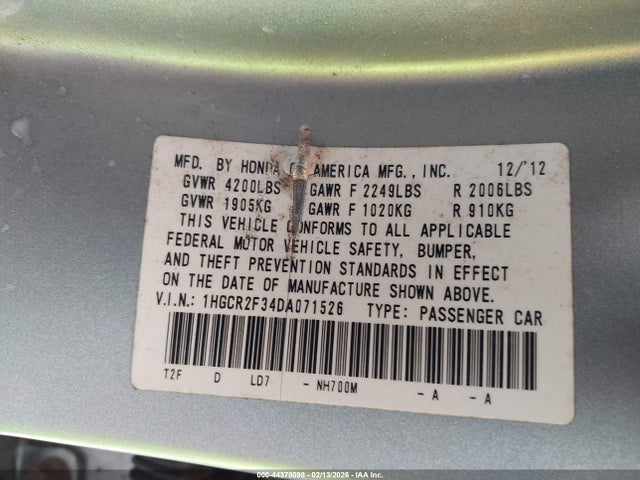 MFD. BY HONDA OF AMERICA MFG., INC. 12/'12
GVWR 4200LBS GAWR F 2249LBS R 2006LBS
GVWR 1905KG GAWR F 1020KG R 910KG
THIS VEHICLE CONFORMS TO ALL APPLICABLE
FEDERAL MOTOR VEHICLE SAFETY, BUMPER,
AND THEFT PREVENTION STANDARDS IN EFFECT
ON THE DATE OF MANUFACTURE SHOWN ABOVE.
V.I.N.: 1HGCR2F34DA071526 TYPE: PASSENGER CAR
T2F D LD7 - NH700M - A - A
000-44378098 - 02/13/2026 - IAA Inc.